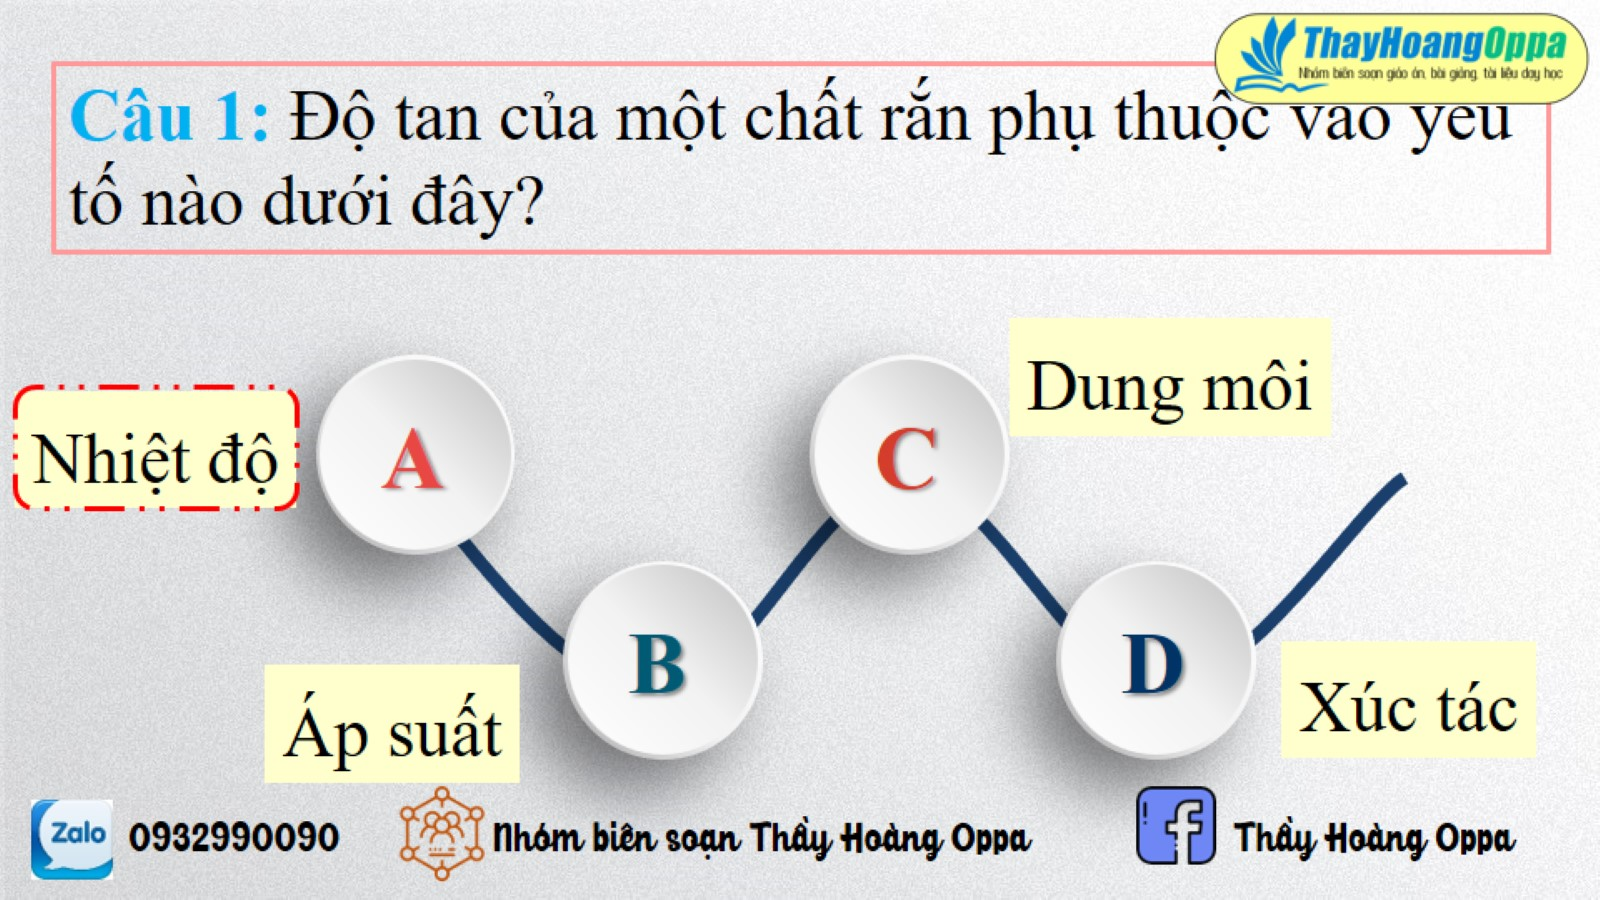 ThayHoangOppa
Nhóm biên soạn giáo án, bài giảng, tài liệu dạy học
Câu 1: Độ tan của một chất rắn phụ thuộc vào yếu
tố nào dưới đây?
Dung môi
Nhiệt độ
A
C
B
D
Áp suất
Xúc tác
Zalo
0932990090
Nhóm biên soạn Thầy Hoàng Oppa
Thầy Hoàng Oppa